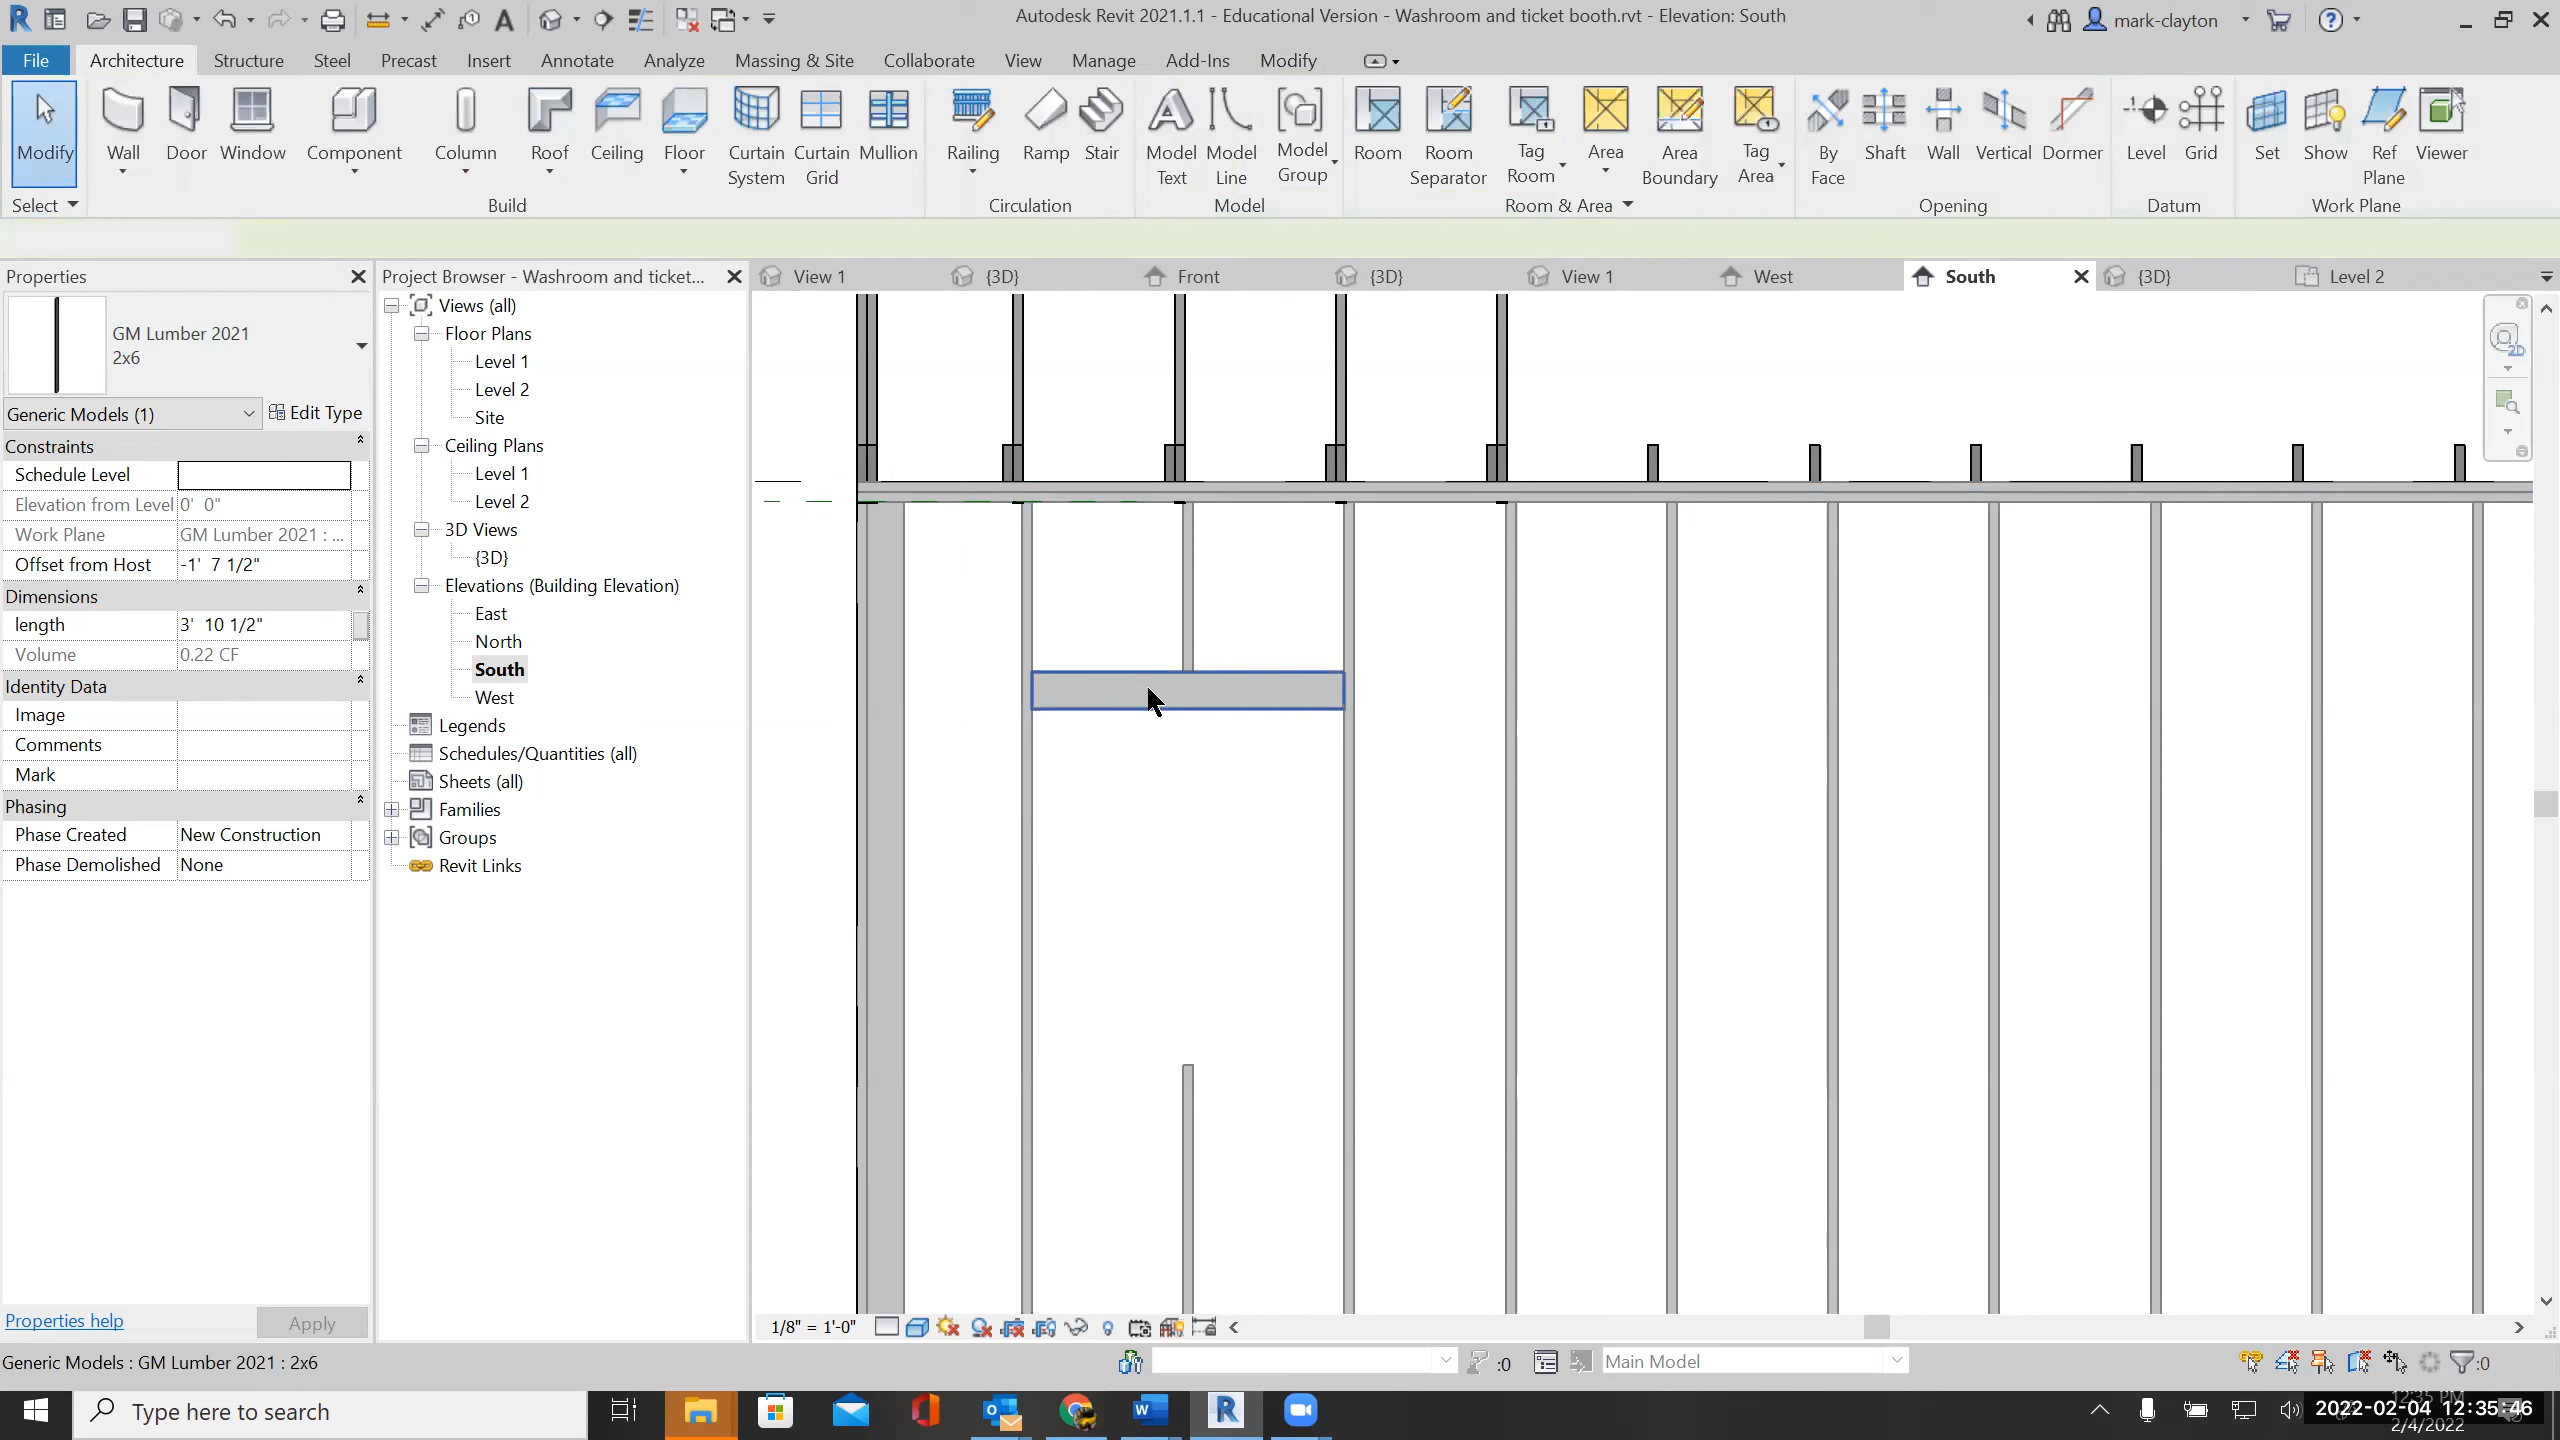 Autodesk Revit 2021.1.1 - Educational Version - Washroom and ticket booth.rvt - Elevation: South
mark-clayton
File Architecture Structure Steel Precast Insert Annotate Analyze Massing & Site Collaborate View Manage Add-Ins Modify
Modify Wall Door Window Component Column Roof Ceiling Floor Curtain System Curtain Grid Mullion Railing Ramp Stair Model Text Model Line Model Group Room Room Separator Tag Room Area Area Boundary Tag Area By Face Shaft Wall Vertical Dormer Level Grid Set Show Ref Plane Viewer
Select Build Circulation Model Room & Area Opening Datum Work Plane
Properties
GM Lumber 2021
2x6
Generic Models (1) Edit Type
Constraints
Schedule Level
Elevation from Level 0' 0"
Work Plane GM Lumber 2021 : ...
Offset from Host -1' 7 1/2"
Dimensions
length 3' 10 1/2"
Volume 0.22 CF
Identity Data
Image
Comments
Mark
Phasing
Phase Created New Construction
Phase Demolished None
Properties help Apply
Project Browser - Washroom and ticket...
Views (all)
Floor Plans
Level 1
Level 2
Site
Ceiling Plans
Level 1
Level 2
3D Views
{3D}
Elevations (Building Elevation)
East
North
South
West
Legends
Schedules/Quantities (all)
Sheets (all)
Families
Groups
Revit Links
View 1 {3D} Front {3D} View 1 West South {3D} Level 2
2D
1/8" = 1'-0"
Generic Models : GM Lumber 2021 : 2x6
:0 Main Model :0
Type here to search
12:35 PM
2022-02-04 12:35:46
2/4/2022